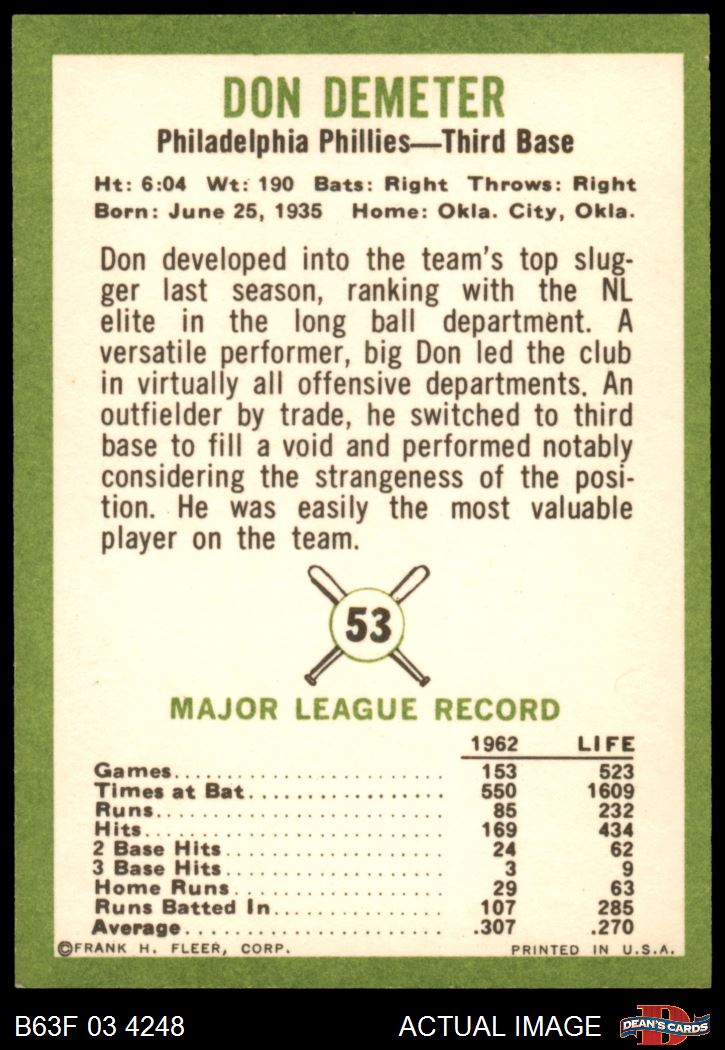 DON DEMETER
Philadelphia Phillies—Third Base
Ht: 6:04 Wt: 190 Bats: Right Throws: Right
Born: June 25, 1935 Home: Okla. City, Okla.
Don developed into the team's top slug-
ger last season, ranking with the NL
elite in the long ball department. A
versatile performer, big Don led the club
in virtually all offensive departments. An
outfielder by trade, he switched to third
base to fill a void and performed notably
considering the strangeness of the posi-
tion. He was easily the most valuable
player on the team.
53
MAJOR LEAGUE RECORD
1962 LIFE
Games 153 523
Times at Bat 550 1609
Runs 85 232
Hits 169 434
2 Base Hits 24 62
3 Base Hits 3 9
Home Runs 29 63
Runs Batted In 107 285
Average .307 .270
©FRANK H. FLEER, CORP. PRINTED IN U.S.A.
B63F 03 4248 ACTUAL IMAGE D DEAN'S CARDS